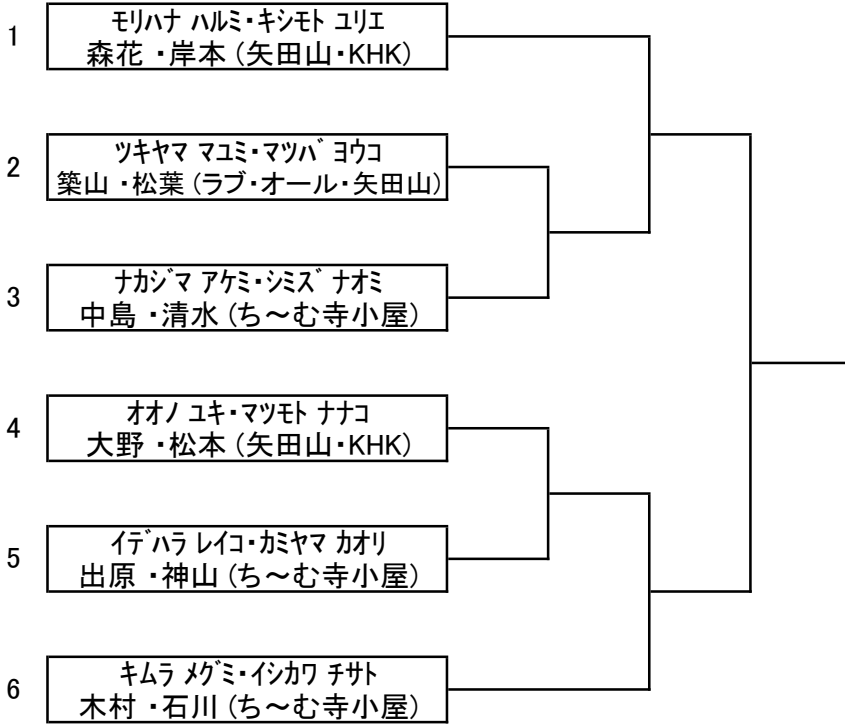 1
モリハナ ハルミ・キシモト ユリエ
森花 ・岸本 (矢田山・KHK)
2
ツキヤマ マユミ・マツバ ヨウコ
築山 ・松葉 (ラブ・オール・矢田山)
3
ナカジマ アケミ・シミズ ナオミ
中島 ・清水 (ち～む寺小屋)
4
オオノ ユキ・マツモト ナナコ
大野 ・松本 (矢田山・KHK)
5
イデハラ レイコ・カミヤマ カオリ
出原 ・神山 (ち～む寺小屋)
6
キムラ メグミ・イシカワ チサト
木村 ・石川 (ち～む寺小屋)